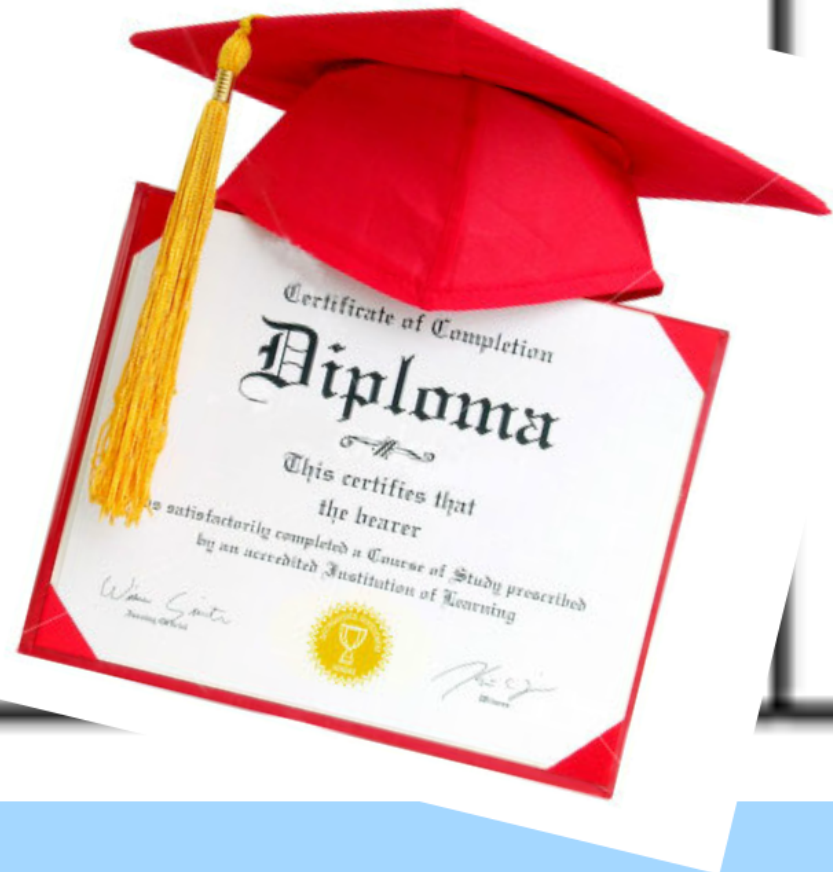 Certificate of Completion
Diploma
This certifies that
the bearer
satisfactorily completed a Course of Study prescribed
by an accredited Institution of Learning